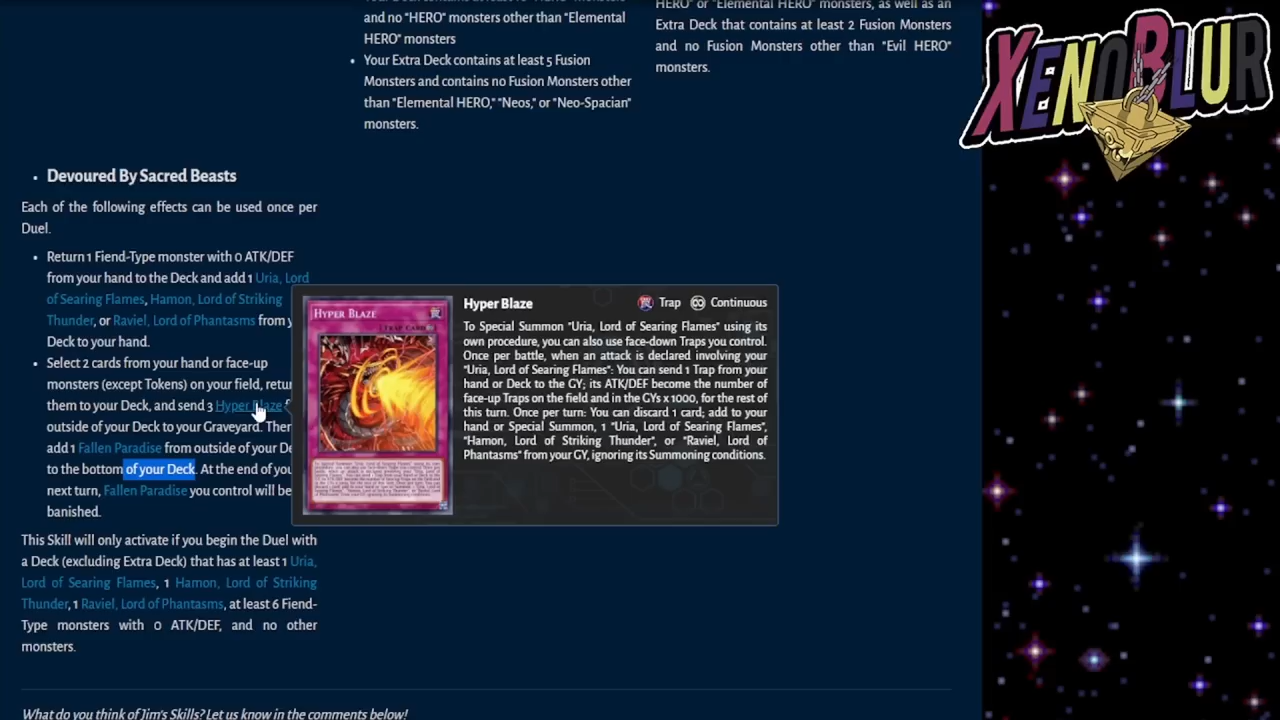 and no "HERO" monsters other than "Elemental
HERO" monsters
Your Extra Deck contains at least 5 Fusion
Monsters and contains no Fusion Monsters other
than "Elemental HERO," "Neos," or "Neo-Spacian"
monsters.
HERO" or "Elemental HERO" monsters, as well as an
Extra Deck that contains at least 2 Fusion Monsters
and no Fusion Monsters other than "Evil HERO"
monsters.
XENOBLUR
Devoured By Sacred Beasts
Each of the following effects can be used once per
Duel.
Return 1 Fiend-Type monster with 0 ATK/DEF
from your hand to the Deck and add 1 Uria, Lord
of Searing Flames, Hamon, Lord of Striking
Thunder, or Raviel, Lord of Phantasms from y
Deck to your hand.
Select 2 cards from your hand or face-up
monsters (except Tokens) on your field, retur
them to your Deck, and send 3 Hyper Blaze f
outside of your Deck to your Graveyard. Then
add 1 Fallen Paradise from outside of your De
to the bottom of your Deck. At the end of you
next turn, Fallen Paradise you control will be
banished.
This Skill will only activate if you begin the Duel with
a Deck (excluding Extra Deck) that has at least 1 Uria,
Lord of Searing Flames, 1 Hamon, Lord of Striking
Thunder, 1 Raviel, Lord of Phantasms, at least 6 Fiend-
Type monsters with 0 ATK/DEF, and no other
monsters.
HYPER BLAZE
TRAP CARD
Hyper Blaze Trap Continuous
To Special Summon "Uria, Lord of Searing Flames" using its
own procedure, you can also use face-down Traps you control.
Once per battle, when an attack is declared involving your
"Uria, Lord of Searing Flames": You can send 1 Trap from your
hand or Deck to the GY; its ATK/DEF become the number of
face-up Traps on the field and in the GYs x 1000, for the rest of
this turn. Once per turn: You can discard 1 card; add to your
hand or Special Summon, 1 "Uria, Lord of Searing Flames",
"Hamon, Lord of Striking Thunder", or "Raviel, Lord of
Phantasms" from your GY, ignoring its Summoning conditions.
What do you think of Jim's Skills? Let us know in the comments below!